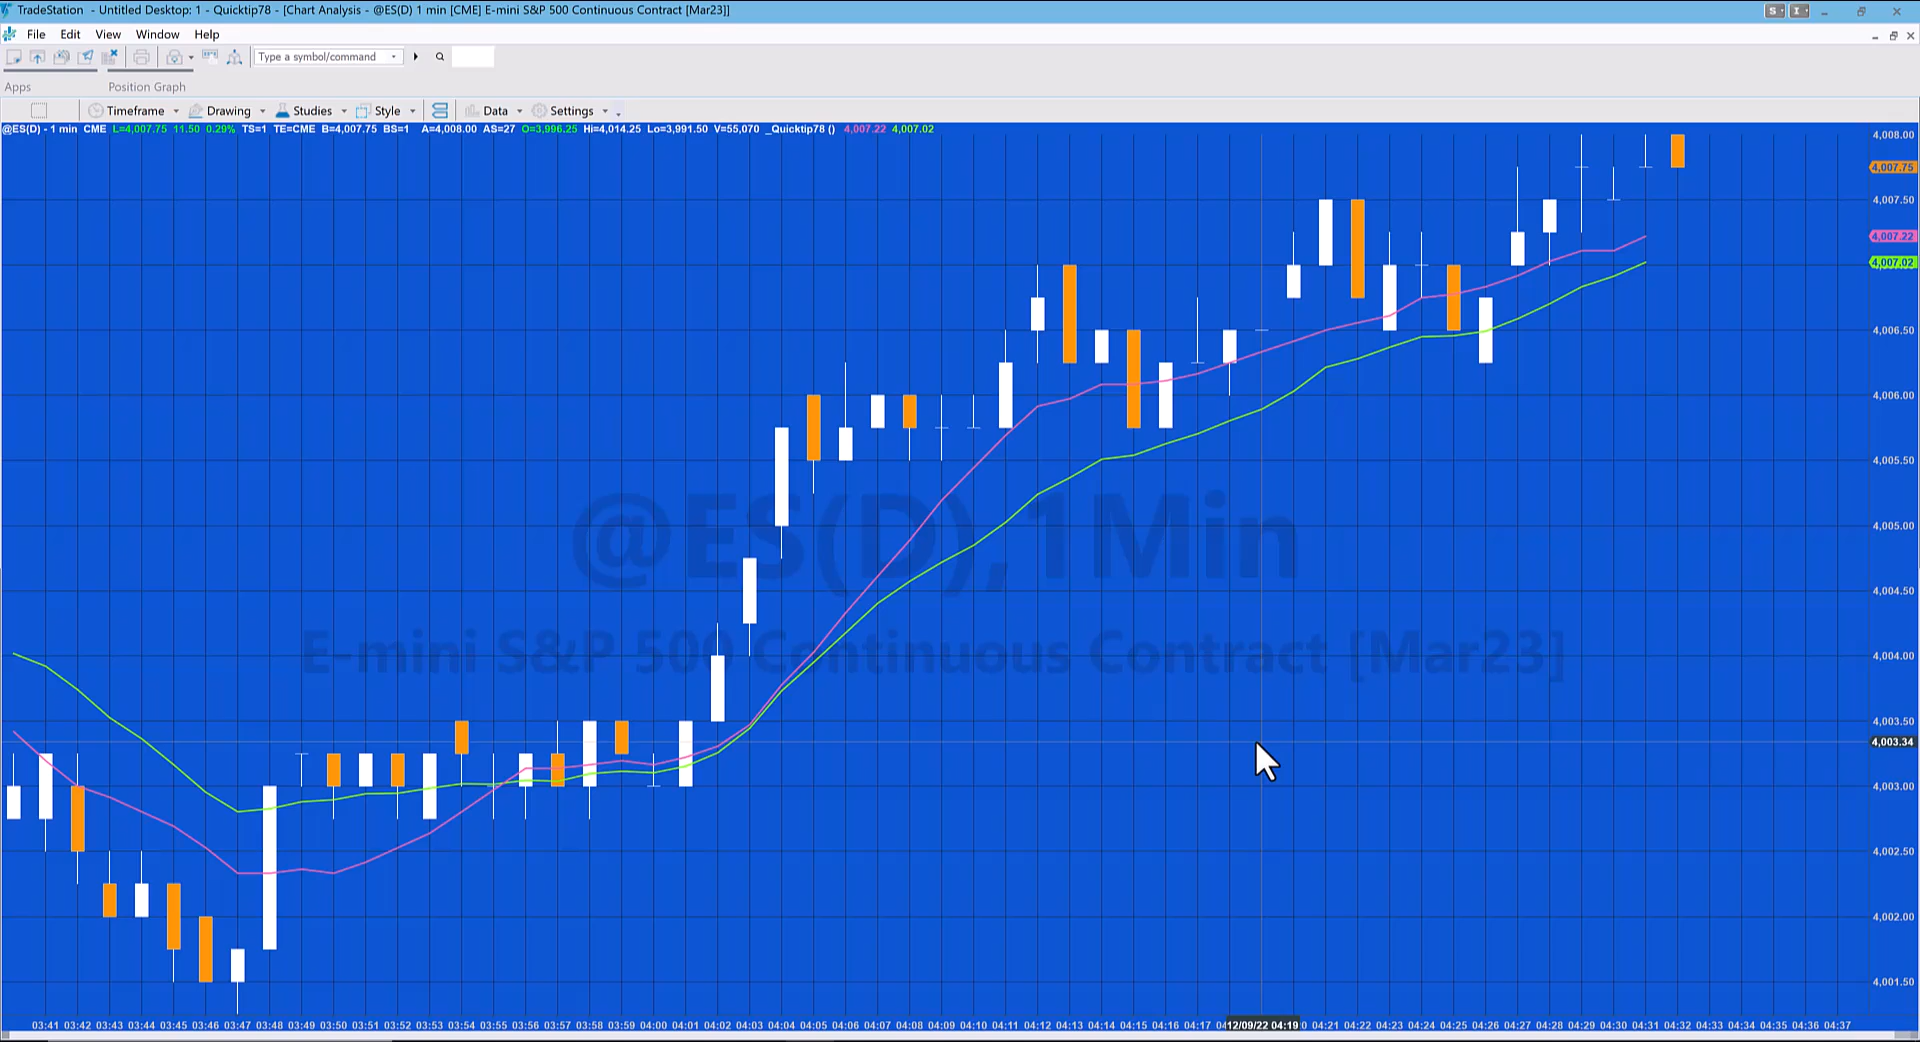 TradeStation - Untitled Desktop: 1 - Quicktip78 - [Chart Analysis - @ES(D) 1 min [CME] E-mini S&P 500 Continuous Contract [Mar23]]
S I
File Edit View Window Help
Type a symbol/command
Apps Position Graph
Timeframe Drawing Studies Style Data Settings
@ES(D) - 1 min CME L=4,007.75 11.50 0.29% TS=1 TE=CME B=4,007.75 BS=1 A=4,008.00 AS=27 O=3,996.25 Hi=4,014.25 Lo=3,991.50 V=55,070 _Quicktip78 () 4,007.22 4,007.02
4,008.00
4,007.75
4,007.50
4,007.22
4,007.02
4,006.50
4,006.00
4,005.50
4,005.00
4,004.50
4,004.00
4,003.50
4,003.34
4,003.00
4,002.50
4,002.00
4,001.50
@ES(D),1Min
E-mini S&P 500 Continuous Contract [Mar23]
03:41 03:42 03:43 03:44 03:45 03:46 03:47 03:48 03:49 03:50 03:51 03:52 03:53 03:54 03:55 03:56 03:57 03:58 03:59 04:00 04:01 04:02 04:03 04:04 04:05 04:06 04:07 04:08 04:09 04:10 04:11 04:12 04:13 04:14 04:15 04:16 04:17 12/09/22 04:19 04:21 04:22 04:23 04:24 04:25 04:26 04:27 04:28 04:29 04:30 04:31 04:32 04:33 04:34 04:35 04:36 04:37